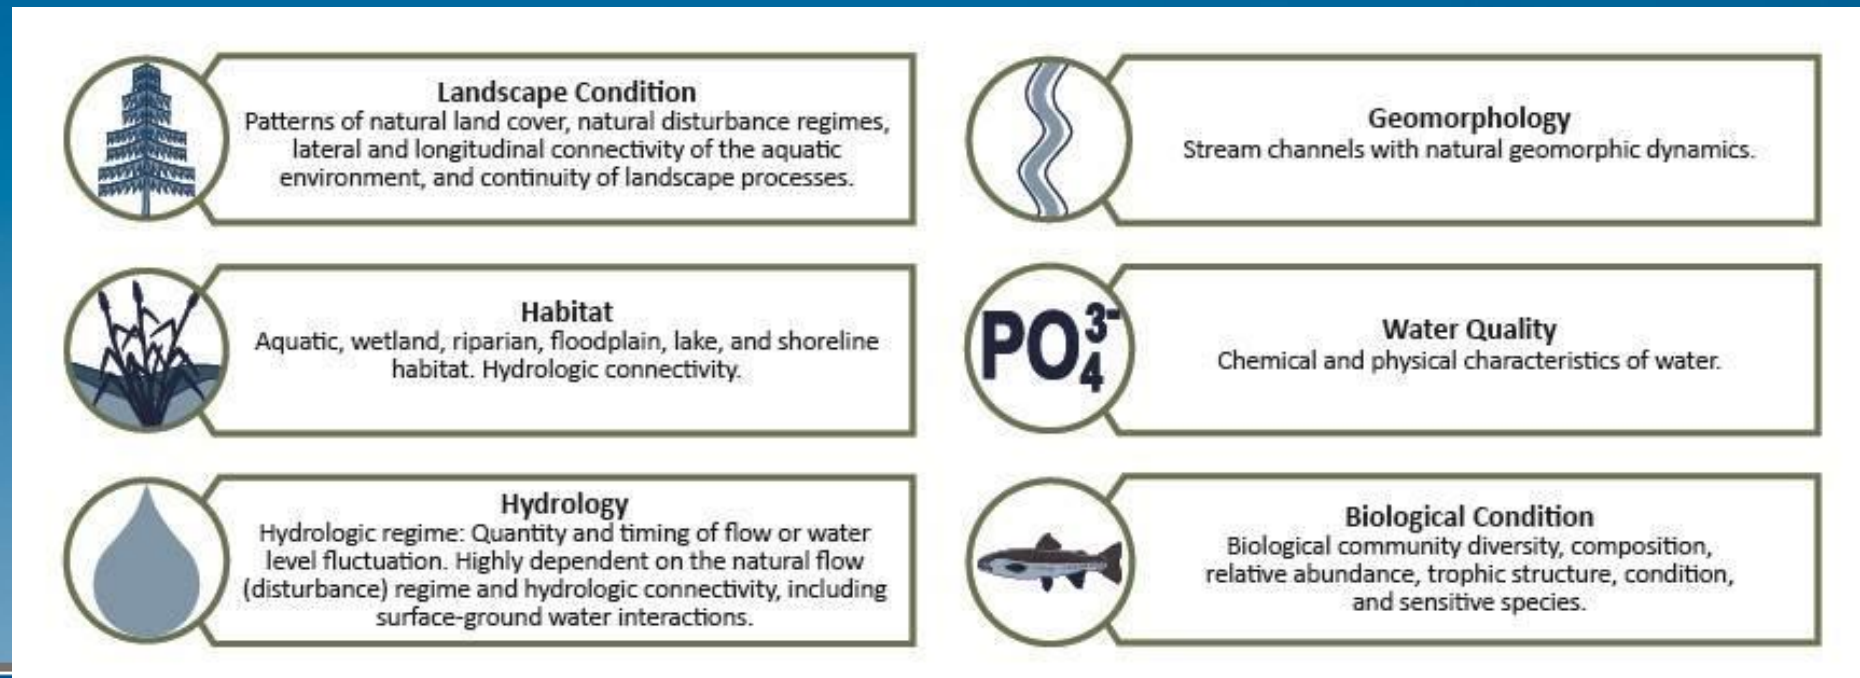 Landscape Condition
Patterns of natural land cover, natural disturbance regimes,
lateral and longitudinal connectivity of the aquatic
environment, and continuity of landscape processes.
Geomorphology
Stream channels with natural geomorphic dynamics.
Habitat
Aquatic, wetland, riparian, floodplain, lake, and shoreline
habitat. Hydrologic connectivity.
PO₄³⁻
Water Quality
Chemical and physical characteristics of water.
Hydrology
Hydrologic regime: Quantity and timing of flow or water
level fluctuation. Highly dependent on the natural flow
(disturbance) regime and hydrologic connectivity, including
surface-ground water interactions.
Biological Condition
Biological community diversity, composition,
relative abundance, trophic structure, condition,
and sensitive species.